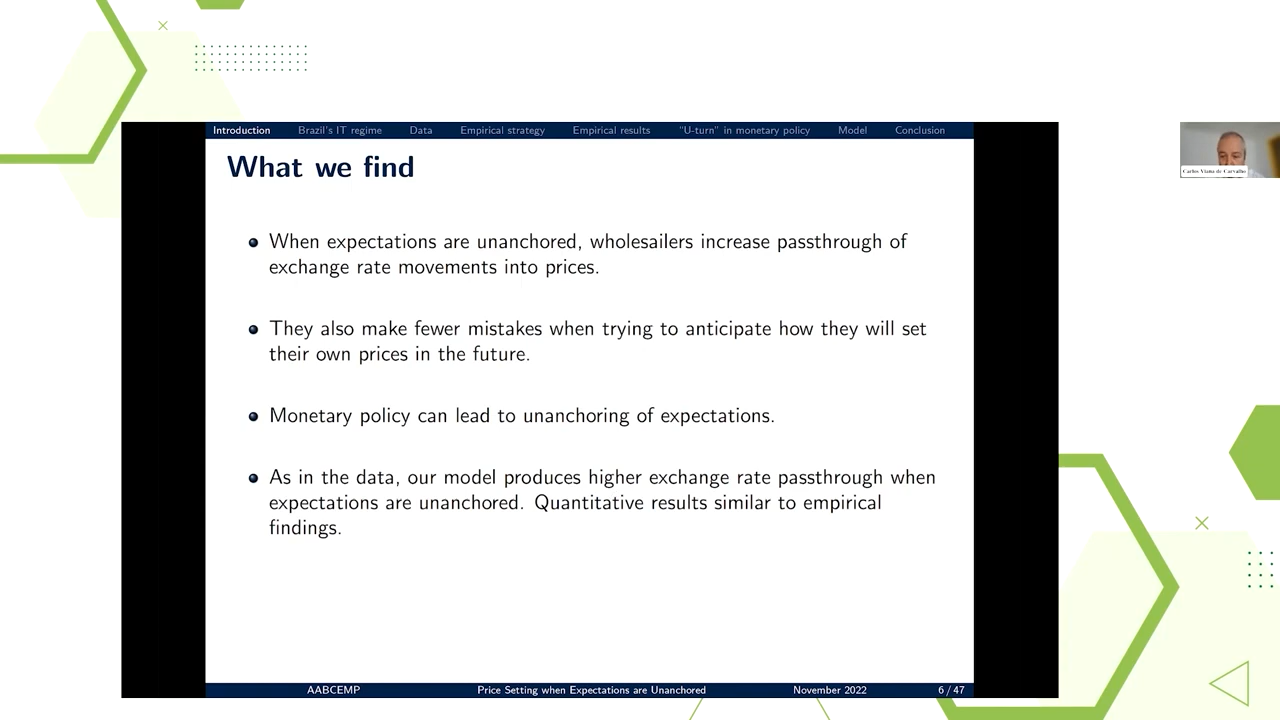 Introduction Brazil's IT regime Data Empirical strategy Empirical results "U-turn" in monetary policy Model Conclusion
What we find
When expectations are unanchored, wholesailers increase passthrough of
exchange rate movements into prices.
They also make fewer mistakes when trying to anticipate how they will set
their own prices in the future.
Monetary policy can lead to unanchoring of expectations.
As in the data, our model produces higher exchange rate passthrough when
expectations are unanchored. Quantitative results similar to empirical
findings.
AABCEMP Price Setting when Expectations are Unanchored November 2022 6 / 47
Carlos Viana de Carvalho